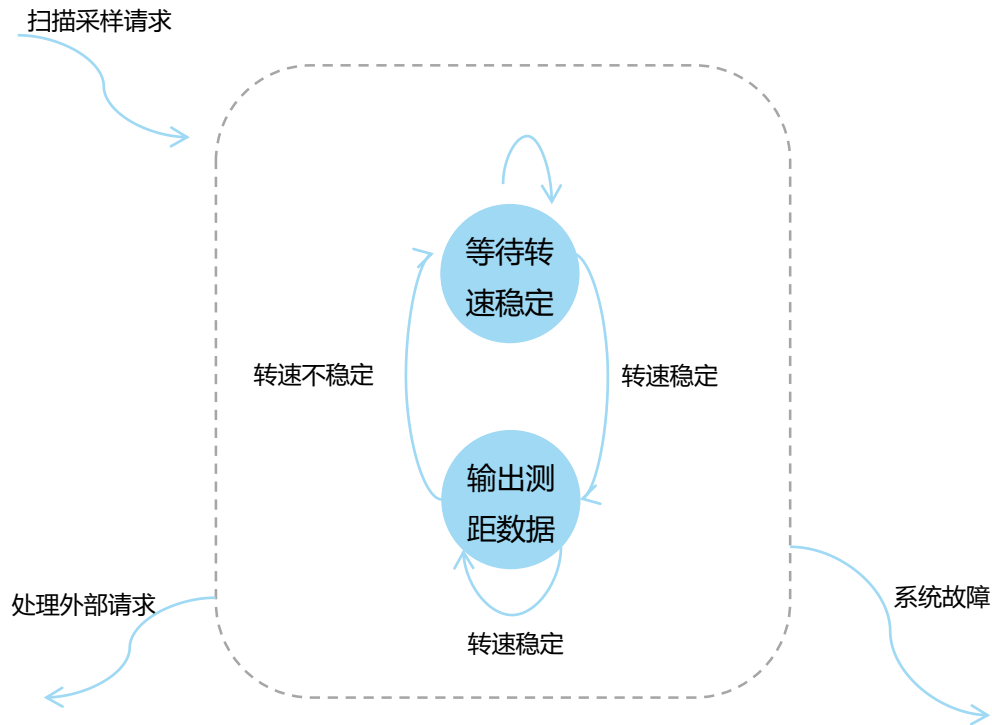 扫描采样请求
等待转
速稳定
转速不稳定
转速稳定
输出测
距数据
系统故障
处理外部请求
转速稳定